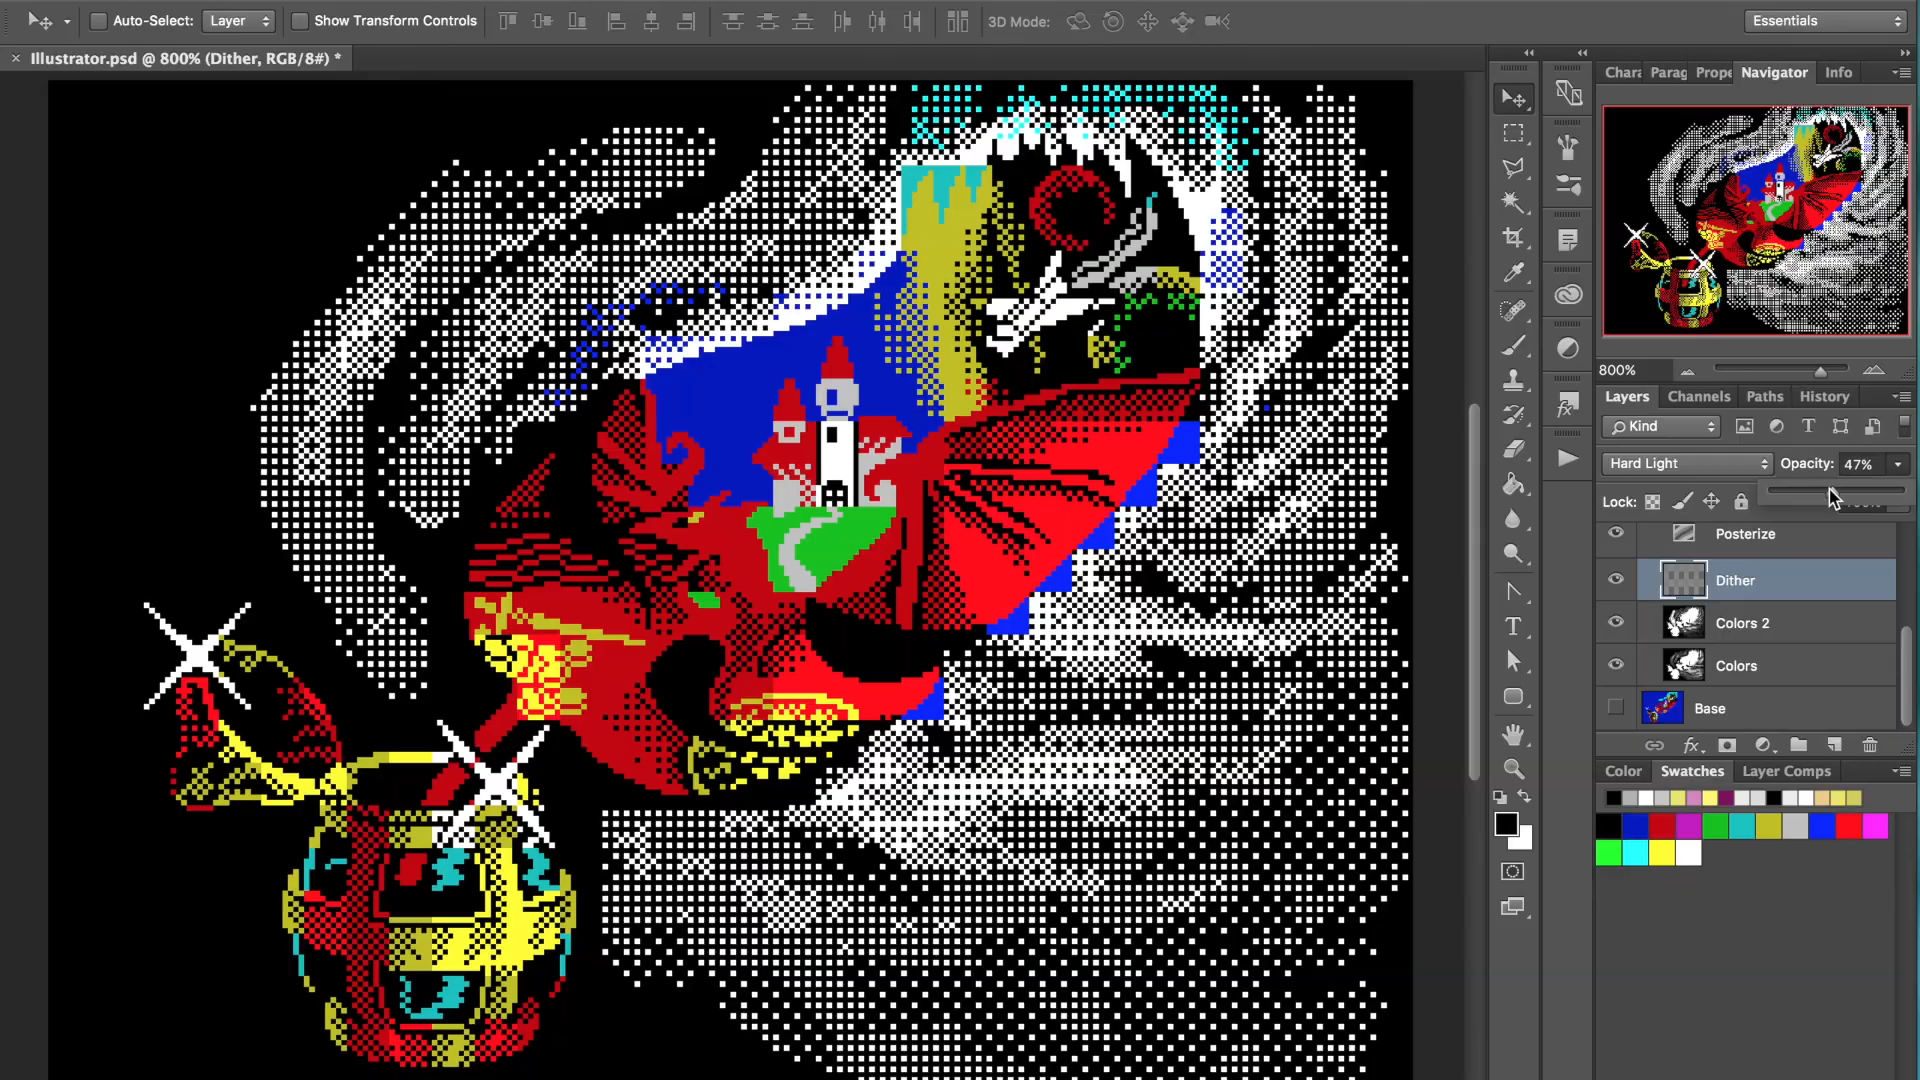 Auto-Select: Layer Show Transform Controls 3D Mode: Essentials
× Illustrator.psd @ 800% (Dither, RGB/8#) *
Chara Parag Prope Navigator Info
800%
Layers Channels Paths History
Kind T
Hard Light Opacity: 47%
Lock:
Posterize
Dither
Colors 2
Colors
Base
fx
Color Swatches Layer Comps